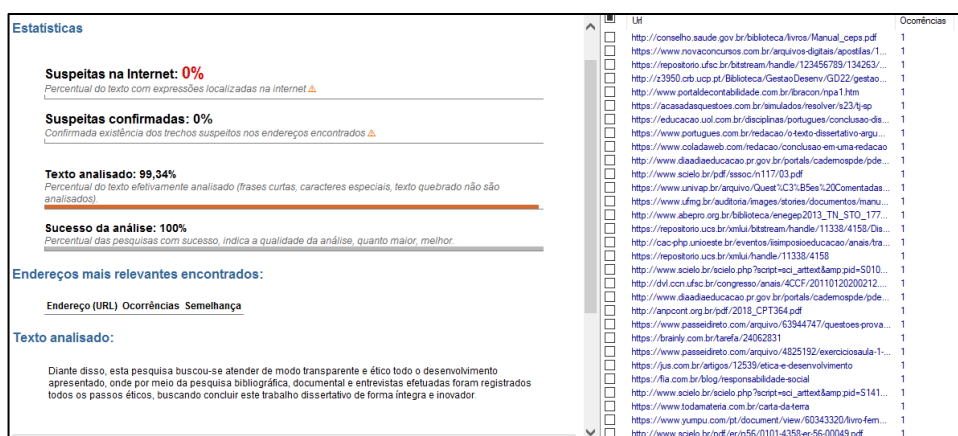 Estatísticas
Suspeitas na Internet: 0%
Percentual do texto com expressões localizadas na internet
Suspeitas confirmadas: 0%
Confirmada existência dos trechos suspeitos nos endereços encontrados
Texto analisado: 99,34%
Percentual do texto efetivamente analisado (frases curtas, caracteres especiais, texto quebrado não são
analisados).
Sucesso da análise: 100%
Percentual das pesquisas com sucesso, indica a qualidade da análise, quanto maior, melhor.
Endereços mais relevantes encontrados:
Endereço (URL) Ocorrências Semelhança
Texto analisado:
Diante disso, esta pesquisa buscou-se atender de modo transparente e ético todo o desenvolvimento
apresentado, onde por meio da pesquisa bibliográfica, documental e entrevistas efetuadas foram registrados
todos os passos éticos, buscando concluir este trabalho dissertativo de forma íntegra e inovador.
Url Ocorrências
http://conselho.saude.gov.br/biblioteca/livros/Manual_ceps.pdf 1
https://www.novaconcursos.com.br/arquivos-digitais/apostilas/1... 1
https://repositorio.ufsc.br/bitstream/handle/123456789/134263/... 1
http://z3950.crb.ucp.pt/Biblioteca/GestaoDesenv/GD22/gestao... 1
http://www.portaldecontabilidade.com.br/ibracon/npa1.htm 1
https://acasadasquestoes.com.br/simulados/resolver/s23/tj-sp 1
https://educacao.uol.com.br/disciplinas/portugues/conclusao-dis... 1
https://www.portugues.com.br/redacao/o-texto-dissertativo-argu... 1
https://www.coladaweb.com/redacao/conclusao-em-uma-redacao 1
http://www.diaadiaeducacao.pr.gov.br/portals/cadernospde/pde... 1
http://www.scielo.br/pdf/sssoc/n117/03.pdf 1
https://www.univap.br/arquivo/Quest%C3%B5es%20Comentadas... 1
https://www.ufmg.br/auditoria/images/stories/documentos/manu... 1
http://www.abepro.org.br/biblioteca/enegep2013_TN_STO_177... 1
https://repositorio.ucs.br/xmlui/bitstream/handle/11338/4158/Dis... 1
http://cac-php.unioeste.br/eventos/iisimposioeducacao/anais/tra... 1
https://repositorio.ucs.br/xmlui/handle/11338/4158 1
http://www.scielo.br/scielo.php?script=sci_arttext&amp;pid=S010... 1
http://dvl.ccn.ufsc.br/congresso/anais/4CCF/20110120200212... 1
http://www.diaadiaeducacao.pr.gov.br/portals/cadernospde/pde... 1
http://anpcont.org.br/pdf/2018_CPT364.pdf 1
https://www.passeidireto.com/arquivo/63944747/questoes-prova... 1
https://brainly.com.br/tarefa/24062831 1
https://www.passeidireto.com/arquivo/4825192/exerciciosaula-1-... 1
https://jus.com.br/artigos/12539/etica-e-desenvolvimento 1
https://fia.com.br/blog/responsabilidade-social 1
http://www.scielo.br/scielo.php?script=sci_arttext&amp;pid=S141... 1
https://www.todamateria.com.br/carta-da-terra 1
https://www.yumpu.com/pt/document/view/60343320/livro-fem... 1
http://www.scielo.br/pdf/er/n56/0101-4358-er-56-00049.pdf 1